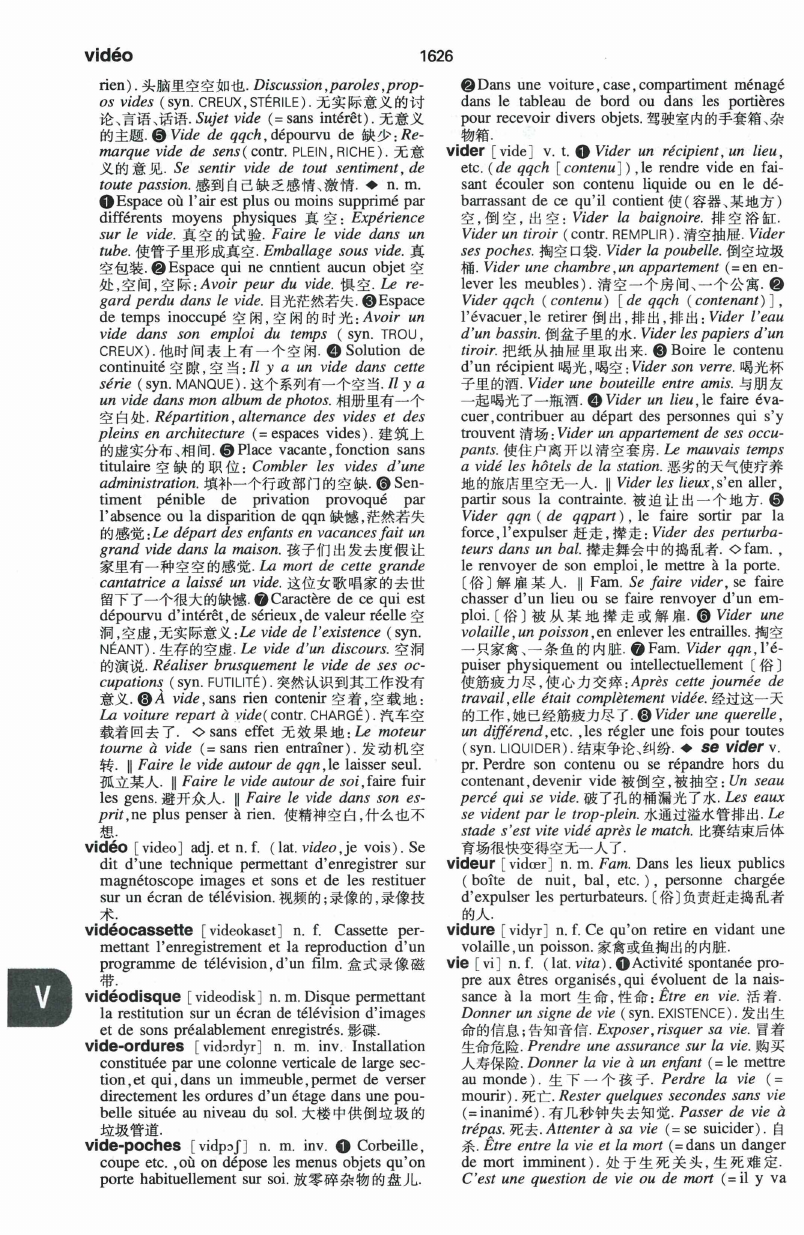 vidéo
1626
rien). 头脑里空空如也. Discussion, paroles, prop-
os vides (syn. CREUX, STÉRILE). 无实际意义的讨
论、言语、话语. Sujet vide (= sans intérêt). 无意义
的主题. ❺ Vide de qqch, dépourvu de 缺少: Re-
marque vide de sens (contr. PLEIN, RICHE). 无意
义的意见. Se sentir vide de tout sentiment, de
toute passion. 感到自己缺乏感情、激情. ◆ n. m.
❶ Espace où l'air est plus ou moins supprimé par
différents moyens physiques 真空: Expérience
sur le vide. 真空的试验. Faire le vide dans un
tube. 使管子里形成真空. Emballage sous vide. 真
空包装. ❷ Espace qui ne cnntient aucun objet 空
处, 空间, 空际: Avoir peur du vide. 惧空. Le re-
gard perdu dans le vide. 目光茫然若失. ❸ Espace
de temps inoccupé 空闲, 空闲的时光: Avoir un
vide dans son emploi du temps (syn. TROU,
CREUX). 他时间表上有一个空闲. ❹ Solution de
continuité 空隙, 空当: Il y a un vide dans cette
série (syn. MANQUE). 这个系列有一个空当. Il y a
un vide dans mon album de photos. 相册里有一个
空白处. Répartition, alternance des vides et des
pleins en architecture (= espaces vides). 建筑上
的虚实分布、相间. ❺ Place vacante, fonction sans
titulaire 空缺的职位: Combler les vides d'une
administration. 填补一个行政部门的空缺. ❻ Sen-
timent pénible de privation provoqué par
l'absence ou la disparition de qqn 缺憾, 茫然若失
的感觉: Le départ des enfants en vacances fait un
grand vide dans la maison. 孩子们出发去度假让
家里有一种空空的感觉. La mort de cette grande
cantatrice a laissé un vide. 这位女歌唱家的去世
留下了一个很大的缺憾. ❼ Caractère de ce qui est
dépourvu d'intérêt, de sérieux, de valeur réelle 空
洞, 空虚, 无实际意义: Le vide de l'existence (syn.
NÉANT). 生存的空虚. Le vide d'un discours. 空洞
的演说. Réaliser brusquement le vide de ses oc-
cupations (syn. FUTILITÉ). 突然认识到其工作没有
意义. ❽ À vide, sans rien contenir 空着, 空载地:
La voiture repart à vide (contr. CHARGÉ). 汽车空
载着回去了. ◇ sans effet 无效果地: Le moteur
tourne à vide (= sans rien entraîner). 发动机空
转. ‖ Faire le vide autour de qqn, le laisser seul.
孤立某人. ‖ Faire le vide autour de soi, faire fuir
les gens. 避开众人. ‖ Faire le vide dans son es-
prit, ne plus penser à rien. 使精神空白, 什么也不
想.
vidéo [video] adj. et n. f. (lat. video, je vois). Se
dit d'une technique permettant d'enregistrer sur
magnétoscope images et sons et de les restituer
sur un écran de télévision. 视频的; 录像的, 录像技
术.
vidéocassette [videokasɛt] n. f. Cassette per-
mettant l'enregistrement et la reproduction d'un
programme de télévision, d'un film. 盒式录像磁
带.
vidéodisque [videodisk] n. m. Disque permettant
la restitution sur un écran de télévision d'images
et de sons préalablement enregistrés. 影碟.
vide-ordures [vidɔrdyr] n. m. inv. Installation
constituée par une colonne verticale de large sec-
tion, et qui, dans un immeuble, permet de verser
directement les ordures d'un étage dans une pou-
belle située au niveau du sol. 大楼中供倒垃圾的
垃圾管道.
vide-poches [vidpɔʃ] n. m. inv. ❶ Corbeille,
coupe etc., où on dépose les menus objets qu'on
porte habituellement sur soi. 放零碎杂物的盘儿.
V
❷ Dans une voiture, case, compartiment ménagé
dans le tableau de bord ou dans les portières
pour recevoir divers objets. 驾驶室内的手套箱、杂
物箱.
vider [vide] v. t. ❶ Vider un récipient, un lieu,
etc. (de qqch [contenu]), le rendre vide en fai-
sant écouler son contenu liquide ou en le dé-
barrassant de ce qu'il contient 使(容器、某地方)
空, 倒空, 出空: Vider la baignoire. 排空浴缸.
Vider un tiroir (contr. REMPLIR). 清空抽屉. Vider
ses poches. 掏空口袋. Vider la poubelle. 倒空垃圾
桶. Vider une chambre, un appartement (= en en-
lever les meubles). 清空一个房间、一个公寓. ❷
Vider qqch (contenu) [de qqch (contenant)],
l'évacuer, le retirer 倒出, 排出, 排出: Vider l'eau
d'un bassin. 倒盆子里的水. Vider les papiers d'un
tiroir. 把纸从抽屉里取出来. ❸ Boire le contenu
d'un récipient 喝光, 喝空: Vider son verre. 喝光杯
子里的酒. Vider une bouteille entre amis. 与朋友
一起喝光了一瓶酒. ❹ Vider un lieu, le faire éva-
cuer, contribuer au départ des personnes qui s'y
trouvent 清场: Vider un appartement de ses occu-
pants. 使住户离开以清空套房. Le mauvais temps
a vidé les hôtels de la station. 恶劣的天气使疗养
地的旅店里空无一人. ‖ Vider les lieux, s'en aller,
partir sous la contrainte. 被迫让出一个地方. ❺
Vider qqn (de qqpart), le faire sortir par la
force, l'expulser 赶走, 撵走: Vider des perturba-
teurs dans un bal. 撵走舞会中的捣乱者. ◇ fam.,
le renvoyer de son emploi, le mettre à la porte.
〔俗〕解雇某人. ‖ Fam. Se faire vider, se faire
chasser d'un lieu ou se faire renvoyer d'un em-
ploi. 〔俗〕被从某地撵走或解雇. ❻ Vider une
volaille, un poisson, en enlever les entrailles. 掏空
一只家禽、一条鱼的内脏. ❼ Fam. Vider qqn, l'é-
puiser physiquement ou intellectuellement 〔俗〕
使筋疲力尽, 使心力交瘁: Après cette journée de
travail, elle était complètement vidée. 经过这一天
的工作, 她已经筋疲力尽了. ❽ Vider une querelle,
un différend, etc., les régler une fois pour toutes
(syn. LIQUIDER). 结束争论、纠纷. ◆ se vider v.
pr. Perdre son contenu ou se répandre hors du
contenant, devenir vide 被倒空, 被抽空: Un seau
percé qui se vide. 破了孔的桶漏光了水. Les eaux
se vident par le trop-plein. 水通过溢水管排出. Le
stade s'est vite vidé après le match. 比赛结束后体
育场很快变得空无一人了.
videur [vidœr] n. m. Fam. Dans les lieux publics
(boîte de nuit, bal, etc.), personne chargée
d'expulser les perturbateurs. 〔俗〕负责赶走捣乱者
的人.
vidure [vidyr] n. f. Ce qu'on retire en vidant une
volaille, un poisson. 家禽或鱼掏出的内脏.
vie [vi] n. f. (lat. vita). ❶ Activité spontanée pro-
pre aux êtres organisés, qui évoluent de la nais-
sance à la mort 生命, 性命: Être en vie. 活着.
Donner un signe de vie (syn. EXISTENCE). 发出生
命的信息; 告知音信. Exposer, risquer sa vie. 冒着
生命危险. Prendre une assurance sur la vie. 购买
人寿保险. Donner la vie à un enfant (= le mettre
au monde). 生下一个孩子. Perdre la vie (=
mourir). 死亡. Rester quelques secondes sans vie
(= inanimé). 有几秒钟失去知觉. Passer de vie à
trépas. 死去. Attenter à sa vie (= se suicider). 自
杀. Être entre la vie et la mort (= dans un danger
de mort imminent). 处于生死关头, 生死难定.
C'est une question de vie ou de mort (= il y va